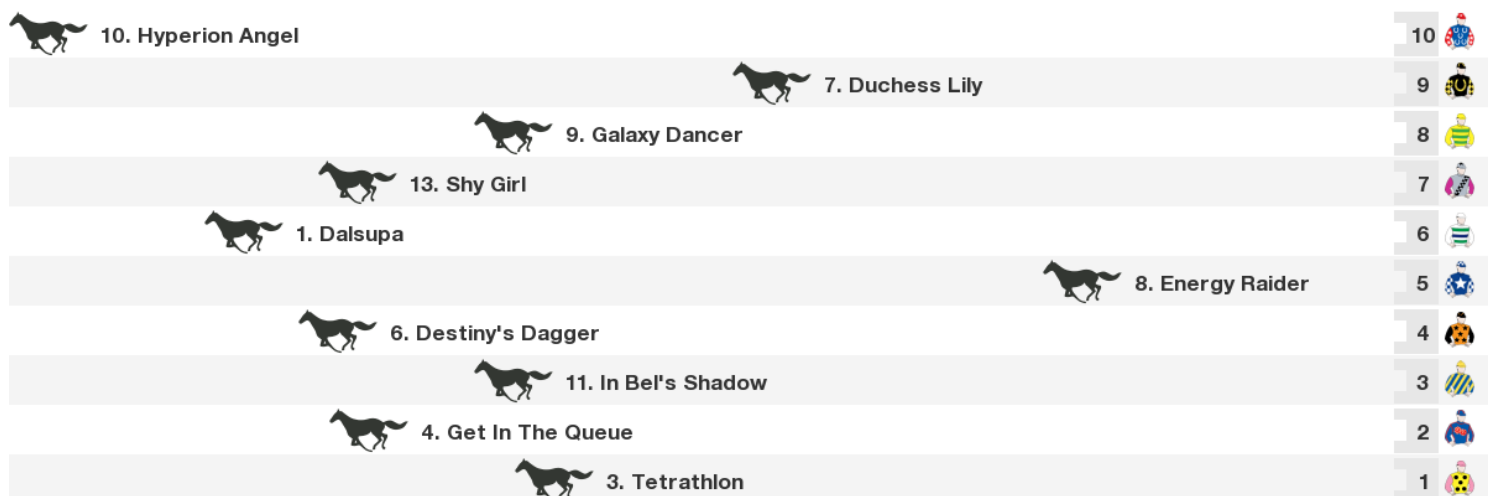 10. Hyperion Angel 10
7. Duchess Lily 9
9. Galaxy Dancer 8
13. Shy Girl 7
1. Dalsupa 6
8. Energy Raider 5
6. Destiny's Dagger 4
11. In Bel's Shadow 3
4. Get In The Queue 2
3. Tetrathlon 1